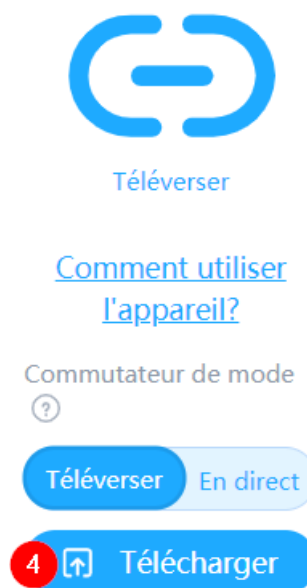 Téléverser
Comment utiliser
l'appareil?
Commutateur de mode
?
Téléverser En direct
4 Télécharger